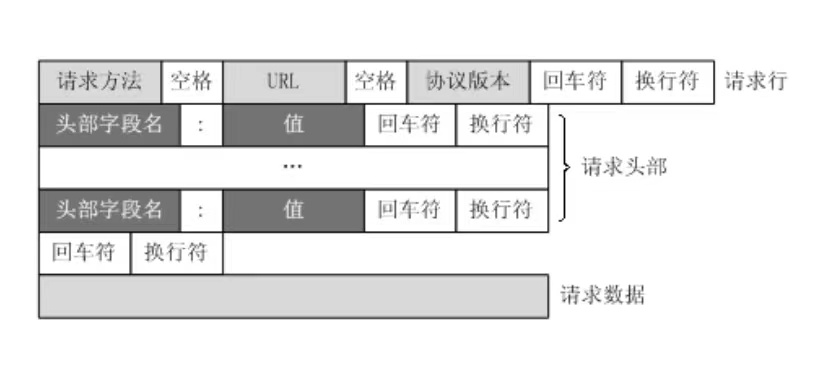 请求方法 空格 URL 空格 协议版本 回车符 换行符 请求行
头部字段名 : 值 回车符 换行符
... 请求头部
头部字段名 : 值 回车符 换行符
回车符 换行符
请求数据